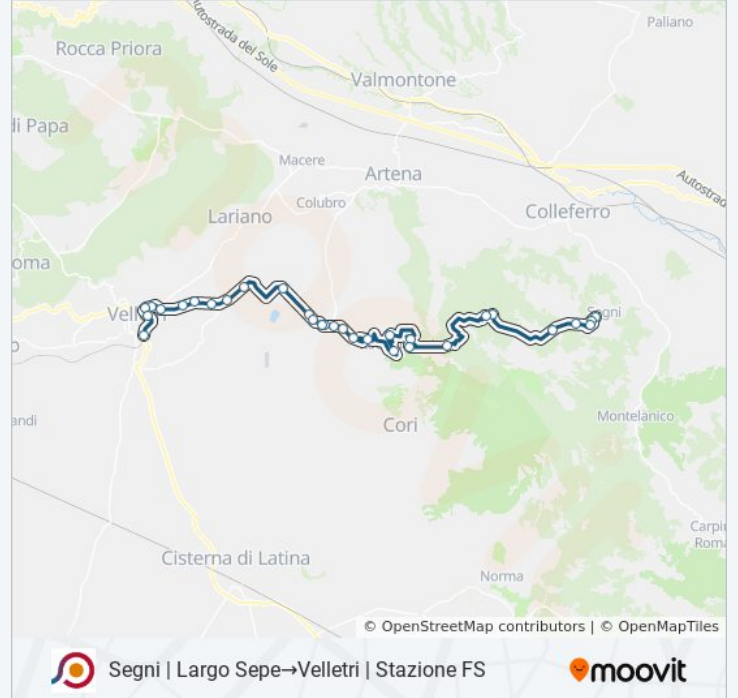 Paliano
Autostrada del Sole
Rocca Priora
Valmontone
di Papa
Macere
Artena
Autostrad
Colubro
Lariano
Colleferro
oma
Vell
Segni
andi
Cori
Montelanico
Carpi
Roma
Cisterna di Latina
Norma
© OpenStreetMap contributors | © OpenMapTiles
Segni | Largo Sepe→Velletri | Stazione FS
moovit